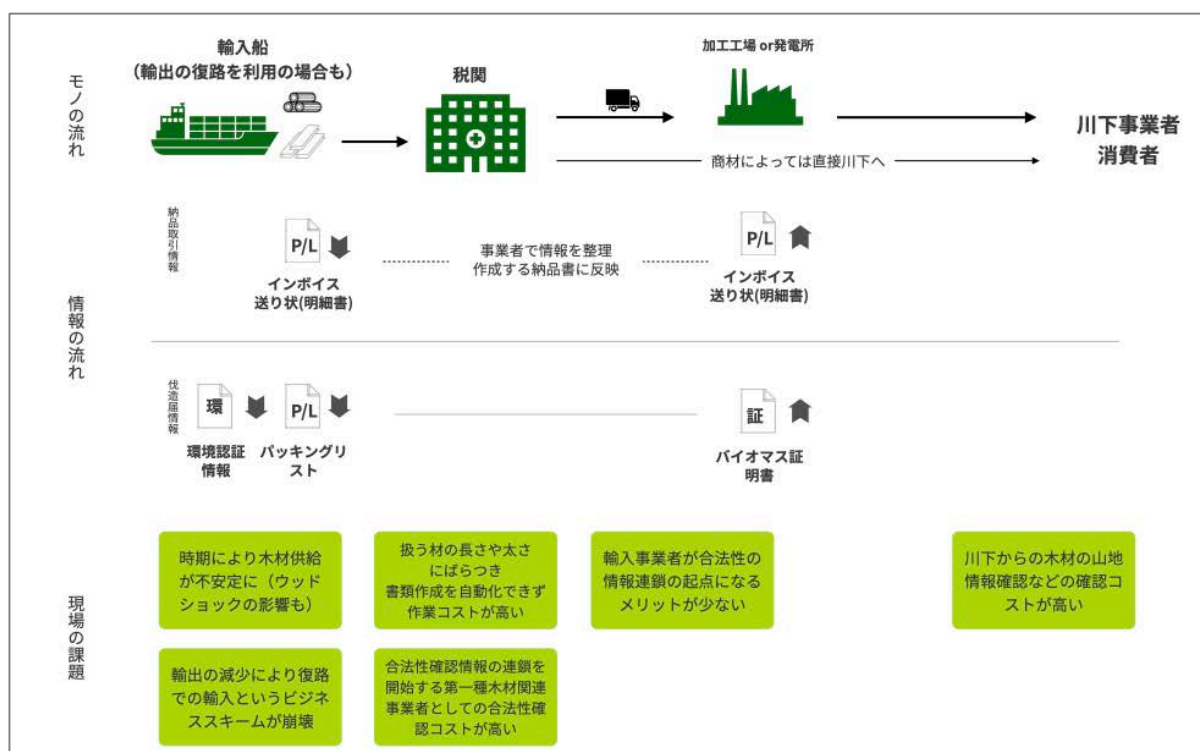 モノの流れ
輸入船
（輸出の復路を利用の場合も）
税関
加工工場 or発電所
川下事業者
消費者
商材によっては直接川下へ
情報の流れ
納品取引情報
P/L
インボイス
送り状(明細書)
事業者で情報を整理
作成する納品書に反映
P/L
インボイス
送り状(明細書)
伐造届情報
環
環境認証
情報
P/L
パッキングリ
スト
証
バイオマス証
明書
現場の課題
時期により木材供給
が不安定に（ウッド
ショックの影響も）
扱う材の長さや太さ
にばらつき
書類作成を自動化できず
作業コストが高い
輸入事業者が合法性の
情報連鎖の起点になる
メリットが少ない
川下からの木材の山地
情報確認などの確認コ
ストが高い
輸出の減少により復路
での輸入というビジネ
ススキームが崩壊
合法性確認情報の連鎖を
開始する第一種木材関連
事業者としての合法性確
認コストが高い